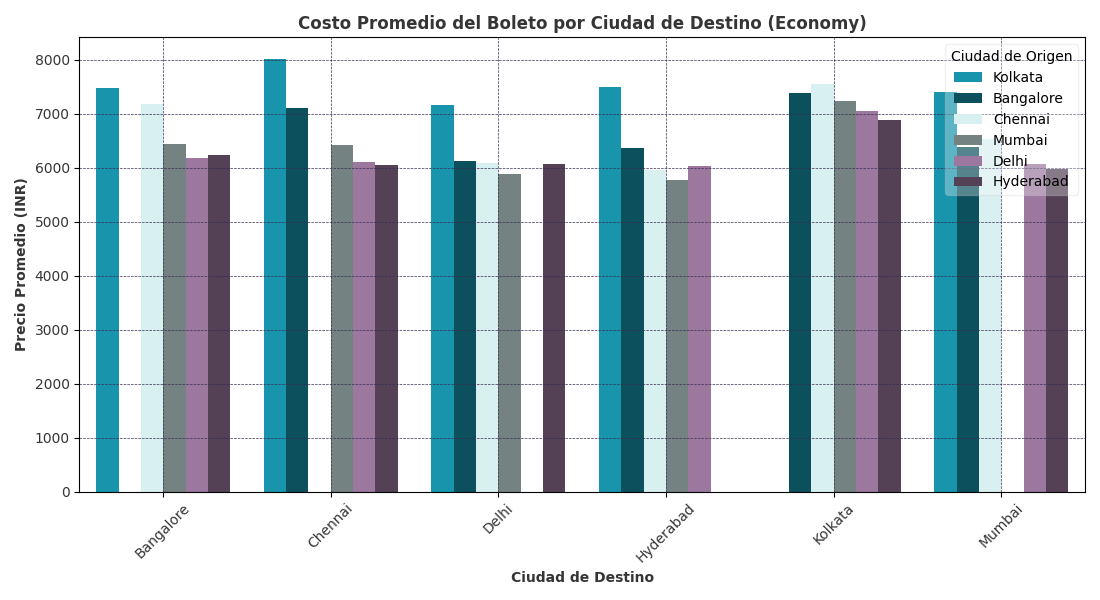 Costo Promedio del Boleto por Ciudad de Destino (Economy)
Precio Promedio (INR)
8000
7000
6000
5000
4000
3000
2000
1000
0
Ciudad de Origen
Kolkata
Bangalore
Chennai
Mumbai
Delhi
Hyderabad
Bangalore
Chennai
Delhi
Hyderabad
Kolkata
Mumbai
Ciudad de Destino